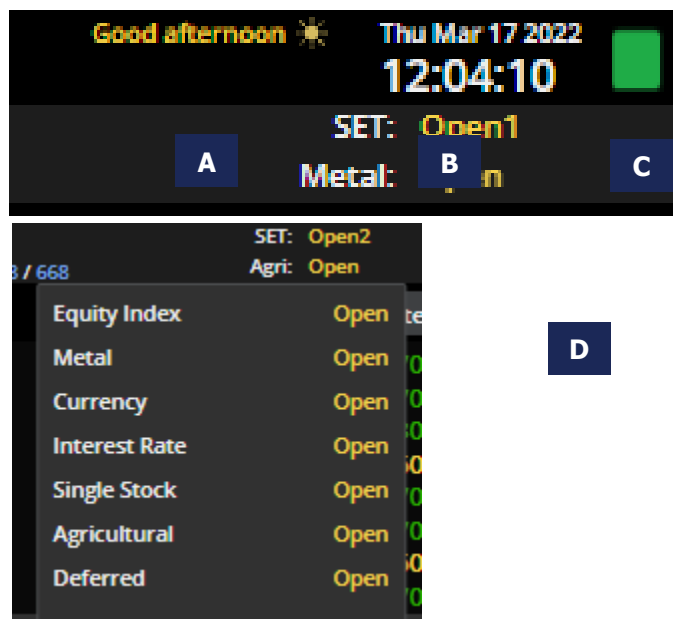 Good afternoon Thu Mar 17 2022
12:04:10
SET: Open1
A Metal: B C
SET: Open2
/ 668 Agri: Open
Equity Index Open
Metal Open
D
Currency Open
Interest Rate Open
Single Stock Open
Agricultural Open
Deferred Open